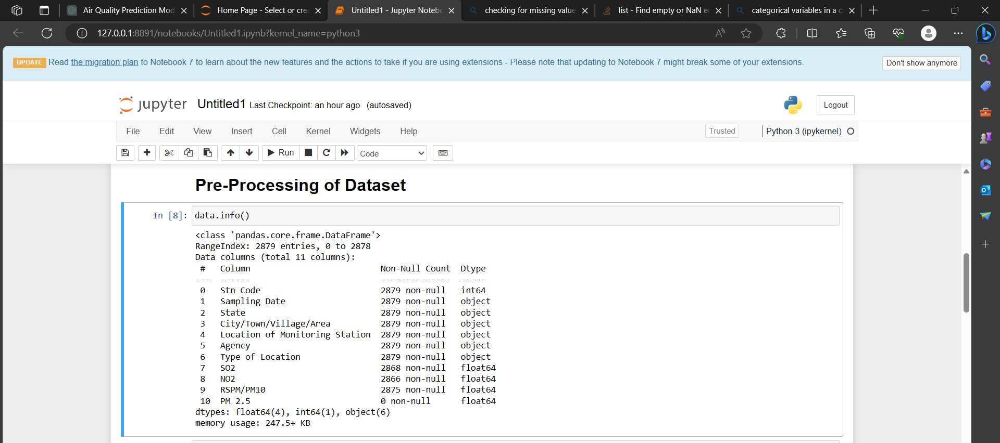 Air Quality Prediction Mod
Home Page - Select or crea
Untitled1 - Jupyter Notebo
checking for missing value
list - Find empty or NaN e
categorical variables in a c
127.0.0.1:8891/notebooks/Untitled1.ipynb?kernel_name=python3
UPDATE Read the migration plan to Notebook 7 to learn about the new features and the actions to take if you are using extensions - Please note that updating to Notebook 7 might break some of your extensions.
Don't show anymore
jupyter Untitled1 Last Checkpoint: an hour ago (autosaved)
Logout
File Edit View Insert Cell Kernel Widgets Help
Trusted
Python 3 (ipykernel)
Run
Code
Pre-Processing of Dataset
In [8]: data.info()
<class 'pandas.core.frame.DataFrame'>
RangeIndex: 2879 entries, 0 to 2878
Data columns (total 11 columns):
# Column Non-Null Count Dtype
--- ------ -------------- -----
0 Stn Code 2879 non-null int64
1 Sampling Date 2879 non-null object
2 State 2879 non-null object
3 City/Town/Village/Area 2879 non-null object
4 Location of Monitoring Station 2879 non-null object
5 Agency 2879 non-null object
6 Type of Location 2879 non-null object
7 SO2 2868 non-null float64
8 NO2 2866 non-null float64
9 RSPM/PM10 2875 non-null float64
10 PM 2.5 0 non-null float64
dtypes: float64(4), int64(1), object(6)
memory usage: 247.5+ KB